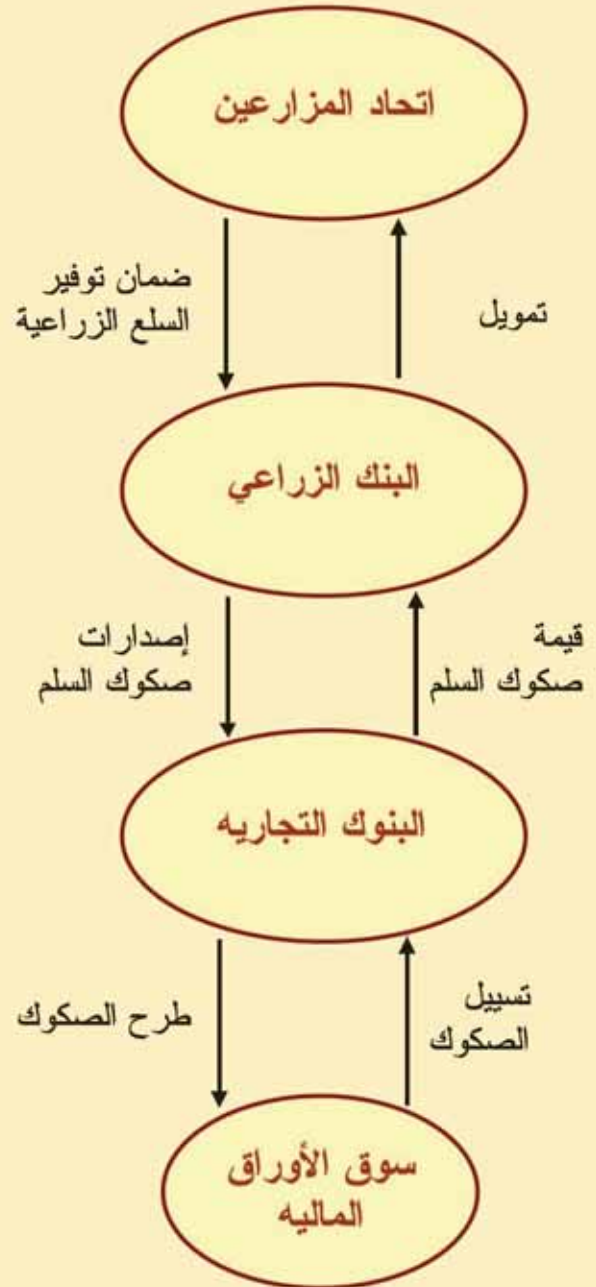 اتحاد المزارعين
ضمان توفير
السلع الزراعية
تمويل
البنك الزراعي
إصدارات
صكوك السلم
قيمة
صكوك السلم
البنوك التجاريه
طرح الصكوك
تسييل
الصكوك
سوق الأوراق
الماليه